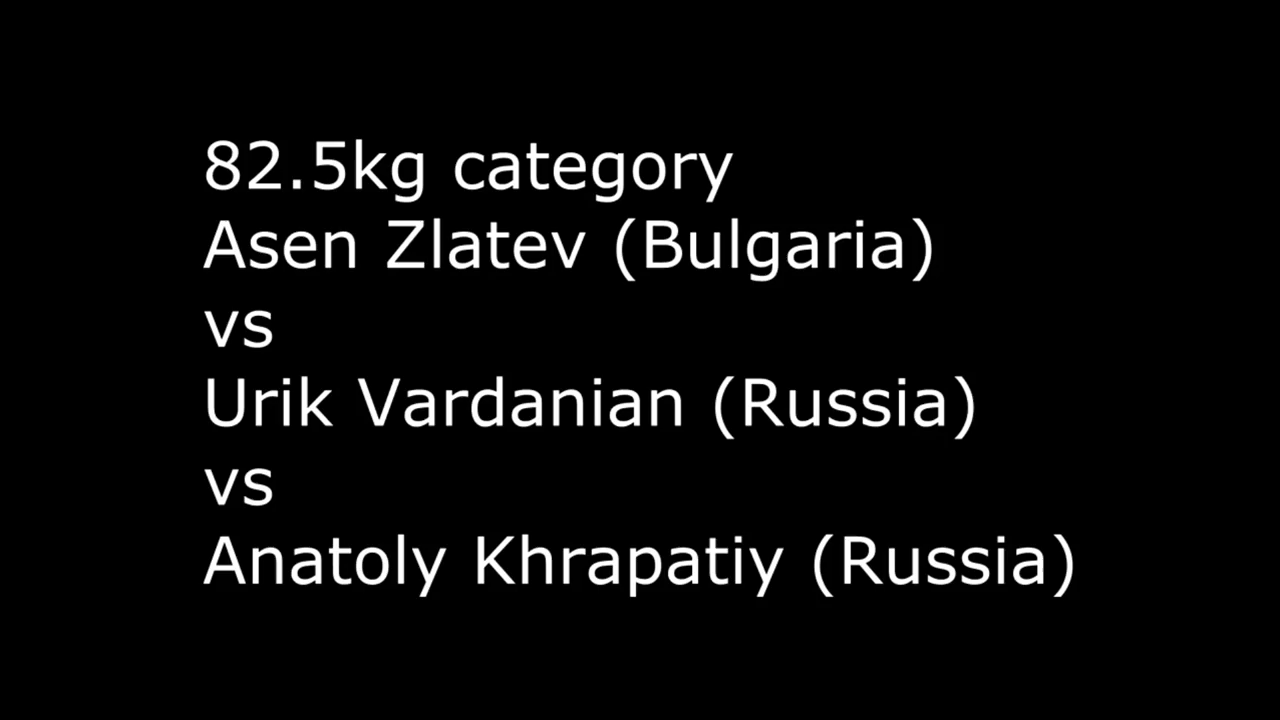 82.5kg category
Asen Zlatev (Bulgaria)
vs
Urik Vardanian (Russia)
vs
Anatoly Khrapatiy (Russia)